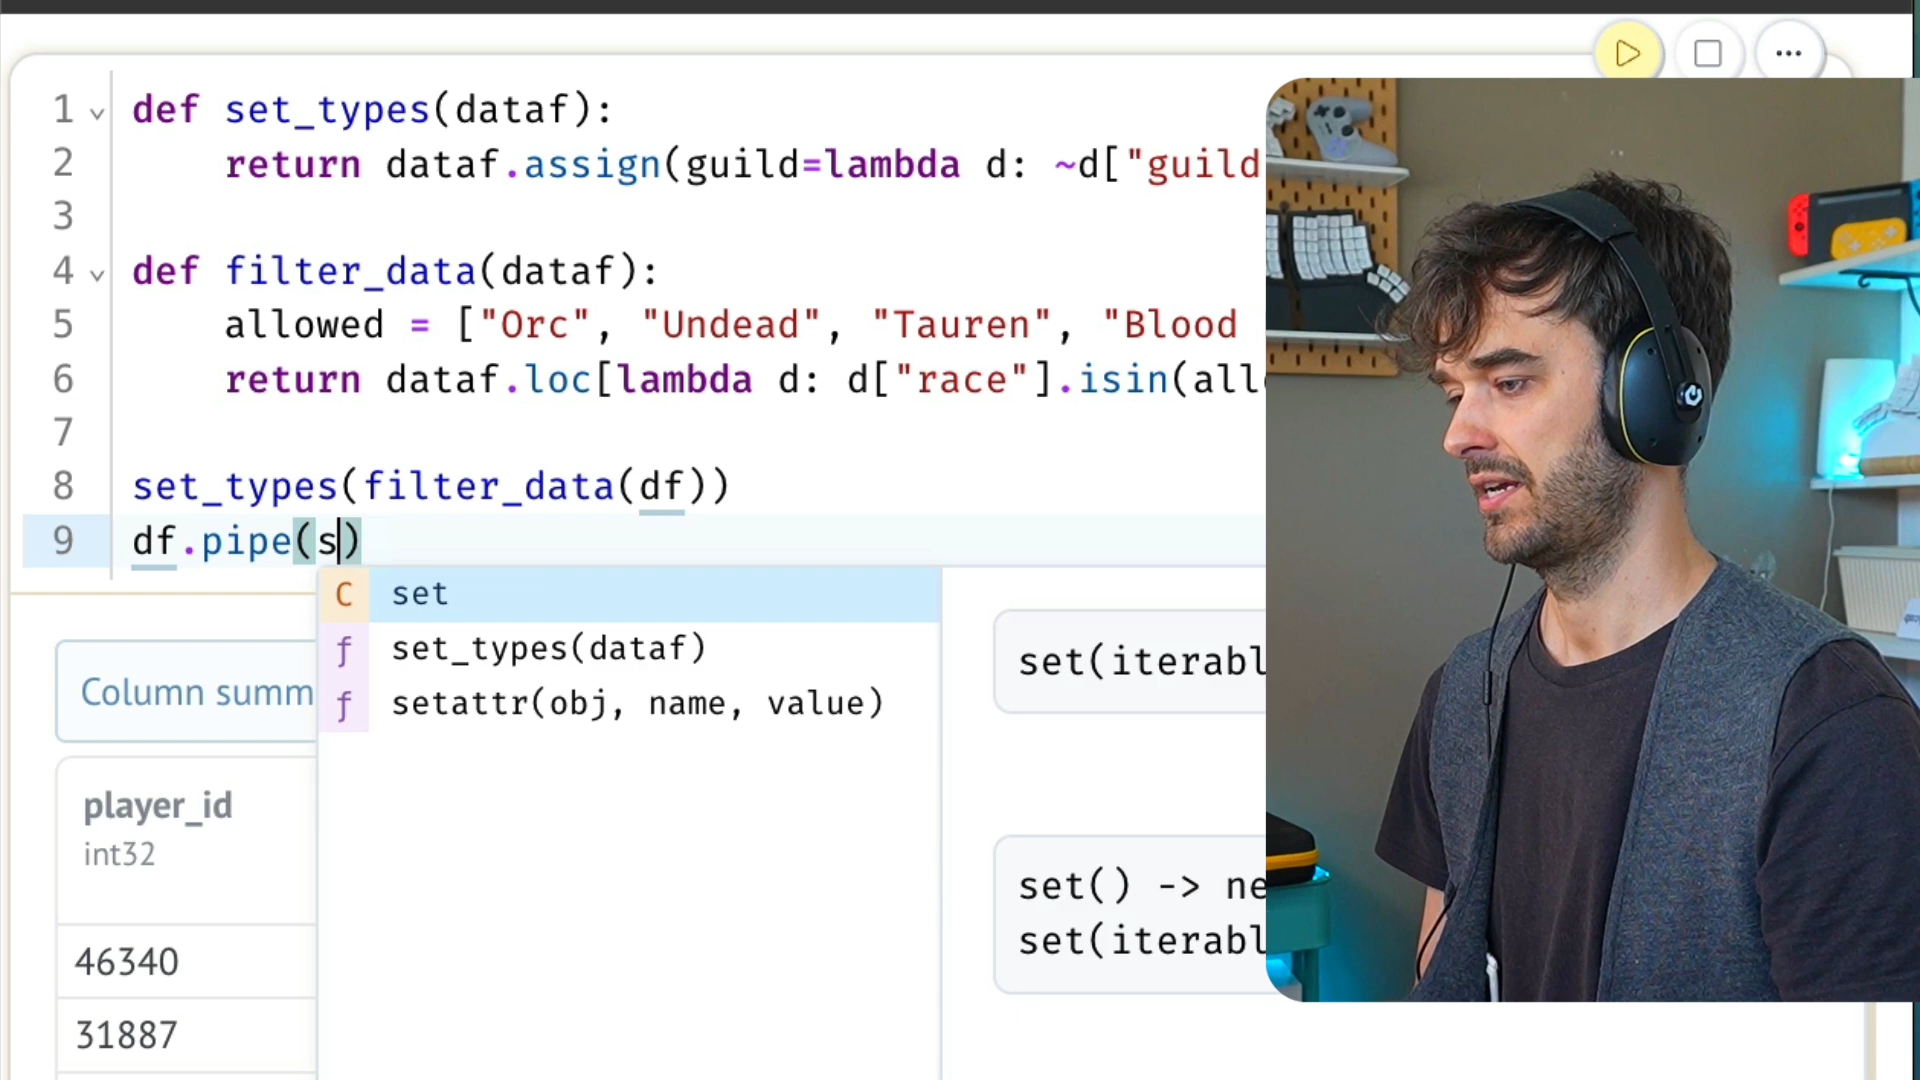 1 def set_types(dataf):
2 return dataf.assign(guild=lambda d: ~d["guild
3
4 def filter_data(dataf):
5 allowed = ["Orc", "Undead", "Tauren", "Blood
6 return dataf.loc[lambda d: d["race"].isin(all
7
8 set_types(filter_data(df))
9 df.pipe(s)
C set
f set_types(dataf)
f setattr(obj, name, value)
set(iterabl
set() -> ne
set(iterabl
Column summ
player_id
int32
46340
31887